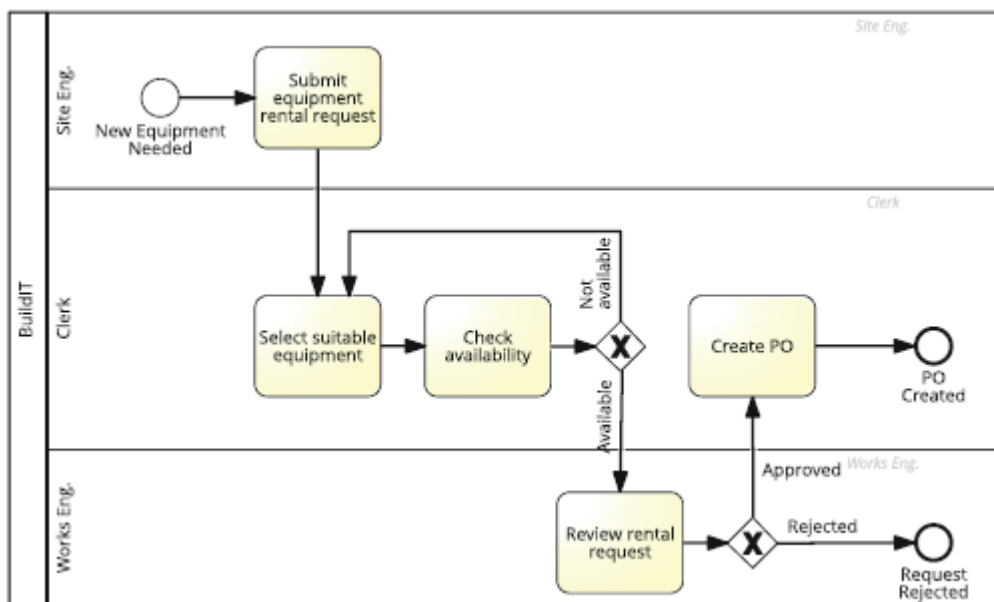 BuildIT
Site Eng.
Site Eng.
New Equipment
Needed
Submit
equipment
rental request
Clerk
Clerk
Select suitable
equipment
Check
availability
Not
available
Available
Create PO
PO
Created
Works Eng.
Works Eng.
Review rental
request
Approved
Rejected
Request
Rejected